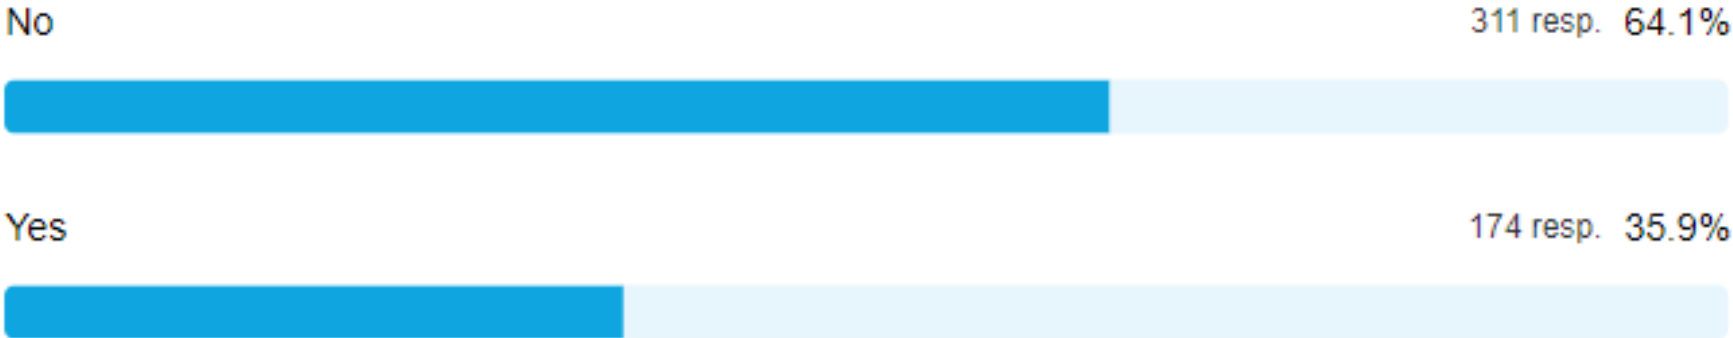 No 311 resp. 64.1%
Yes 174 resp. 35.9%